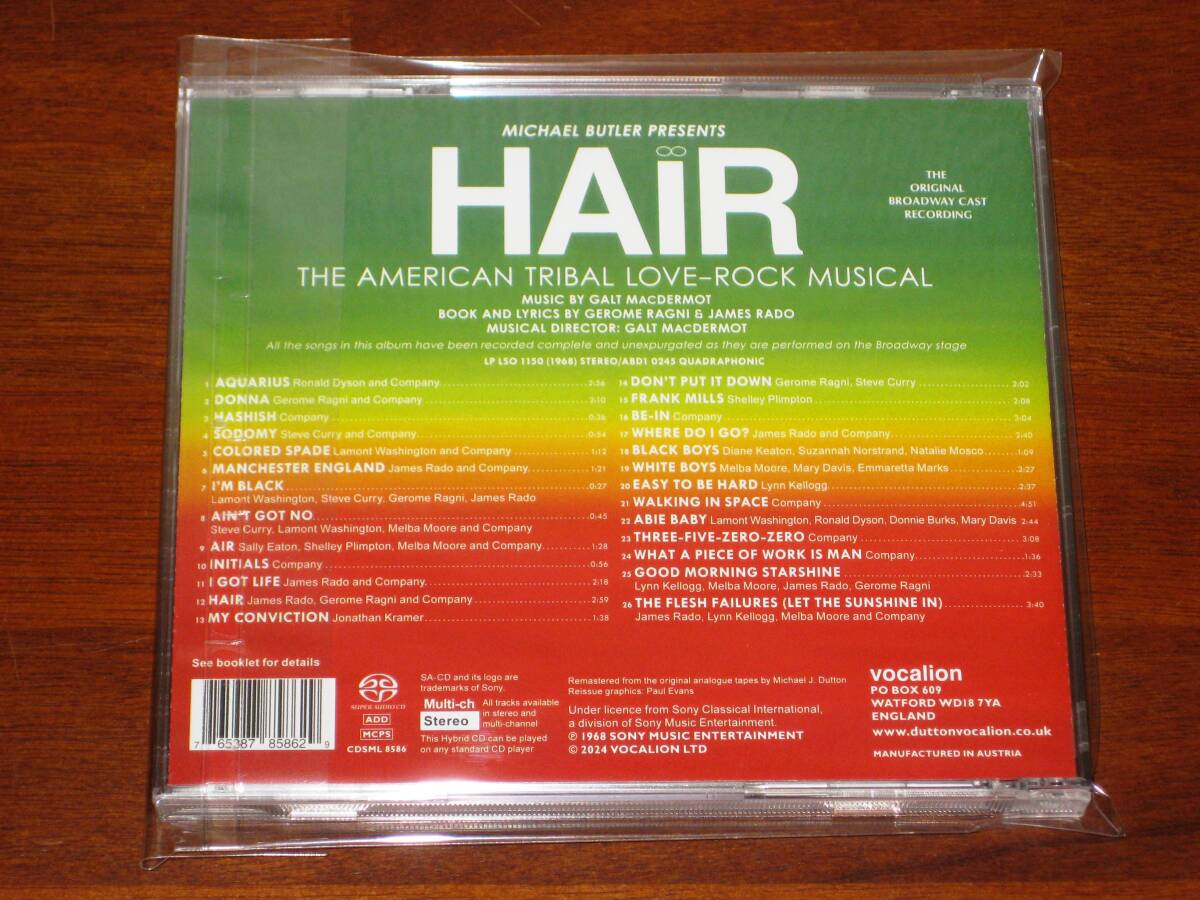 MICHAEL BUTLER PRESENTS
HAïR
THE ORIGINAL BROADWAY CAST RECORDING
THE AMERICAN TRIBAL LOVE–ROCK MUSICAL
MUSIC BY GALT MACDERMOT
BOOK AND LYRICS BY GEROME RAGNI & JAMES RADO
MUSICAL DIRECTOR: GALT MACDERMOT
All the songs in this album have been recorded complete and unexpurgated as they are performed on the Broadway stage
LP LSO 1150 (1968) STEREO/ABD1 0245 QUADRAPHONIC
1 AQUARIUS Ronald Dyson and Company 2:56
2 DONNA Gerome Ragni and Company 2:10
3 HASHISH Company 0:36
4 SODOMY Steve Curry and Company 0:54
5 COLORED SPADE Lamont Washington and Company 1:12
6 MANCHESTER ENGLAND James Rado and Company 1:21
7 I'M BLACK 0:27
Lamont Washington, Steve Curry, Gerome Ragni, James Rado
8 AIN'T GOT NO 0:45
Steve Curry, Lamont Washington, Melba Moore and Company
9 AIR Sally Eaton, Shelley Plimpton, Melba Moore and Company 1:28
10 INITIALS Company 0:56
11 I GOT LIFE James Rado and Company 2:18
12 HAIR James Rado, Gerome Ragni and Company 2:59
13 MY CONVICTION Jonathan Kramer 1:38
14 DON'T PUT IT DOWN Gerome Ragni, Steve Curry 2:02
15 FRANK MILLS Shelley Plimpton 2:08
16 BE-IN Company 3:04
17 WHERE DO I GO? James Rado and Company 2:40
18 BLACK BOYS Diane Keaton, Suzannah Norstrand, Natalie Mosco 1:09
19 WHITE BOYS Melba Moore, Mary Davis, Emmaretta Marks 2:27
20 EASY TO BE HARD Lynn Kellogg 2:37
21 WALKING IN SPACE Company 4:51
22 ABIE BABY Lamont Washington, Ronald Dyson, Donnie Burks, Mary Davis 2:44
23 THREE-FIVE-ZERO-ZERO Company 3:08
24 WHAT A PIECE OF WORK IS MAN Company 1:36
25 GOOD MORNING STARSHINE 2:33
Lynn Kellogg, Melba Moore, James Rado, Gerome Ragni
26 THE FLESH FAILURES (LET THE SUNSHINE IN) 3:40
James Rado, Lynn Kellogg, Melba Moore and Company
See booklet for details
7 65387 85862 9
SUPER AUDIO CD
ADD
MCPS
CDSML 8586
SA-CD and its logo are
trademarks of Sony.
Multi-ch
Stereo
All tracks available
in stereo and
multi-channel
This Hybrid CD can be played
on any standard CD player
Remastered from the original analogue tapes by Michael J. Dutton
Reissue graphics: Paul Evans
Under licence from Sony Classical International,
a division of Sony Music Entertainment.
℗ 1968 SONY MUSIC ENTERTAINMENT
© 2024 VOCALION LTD
vocalion
PO BOX 609
WATFORD WD18 7YA
ENGLAND
www.duttonvocalion.co.uk
MANUFACTURED IN AUSTRIA